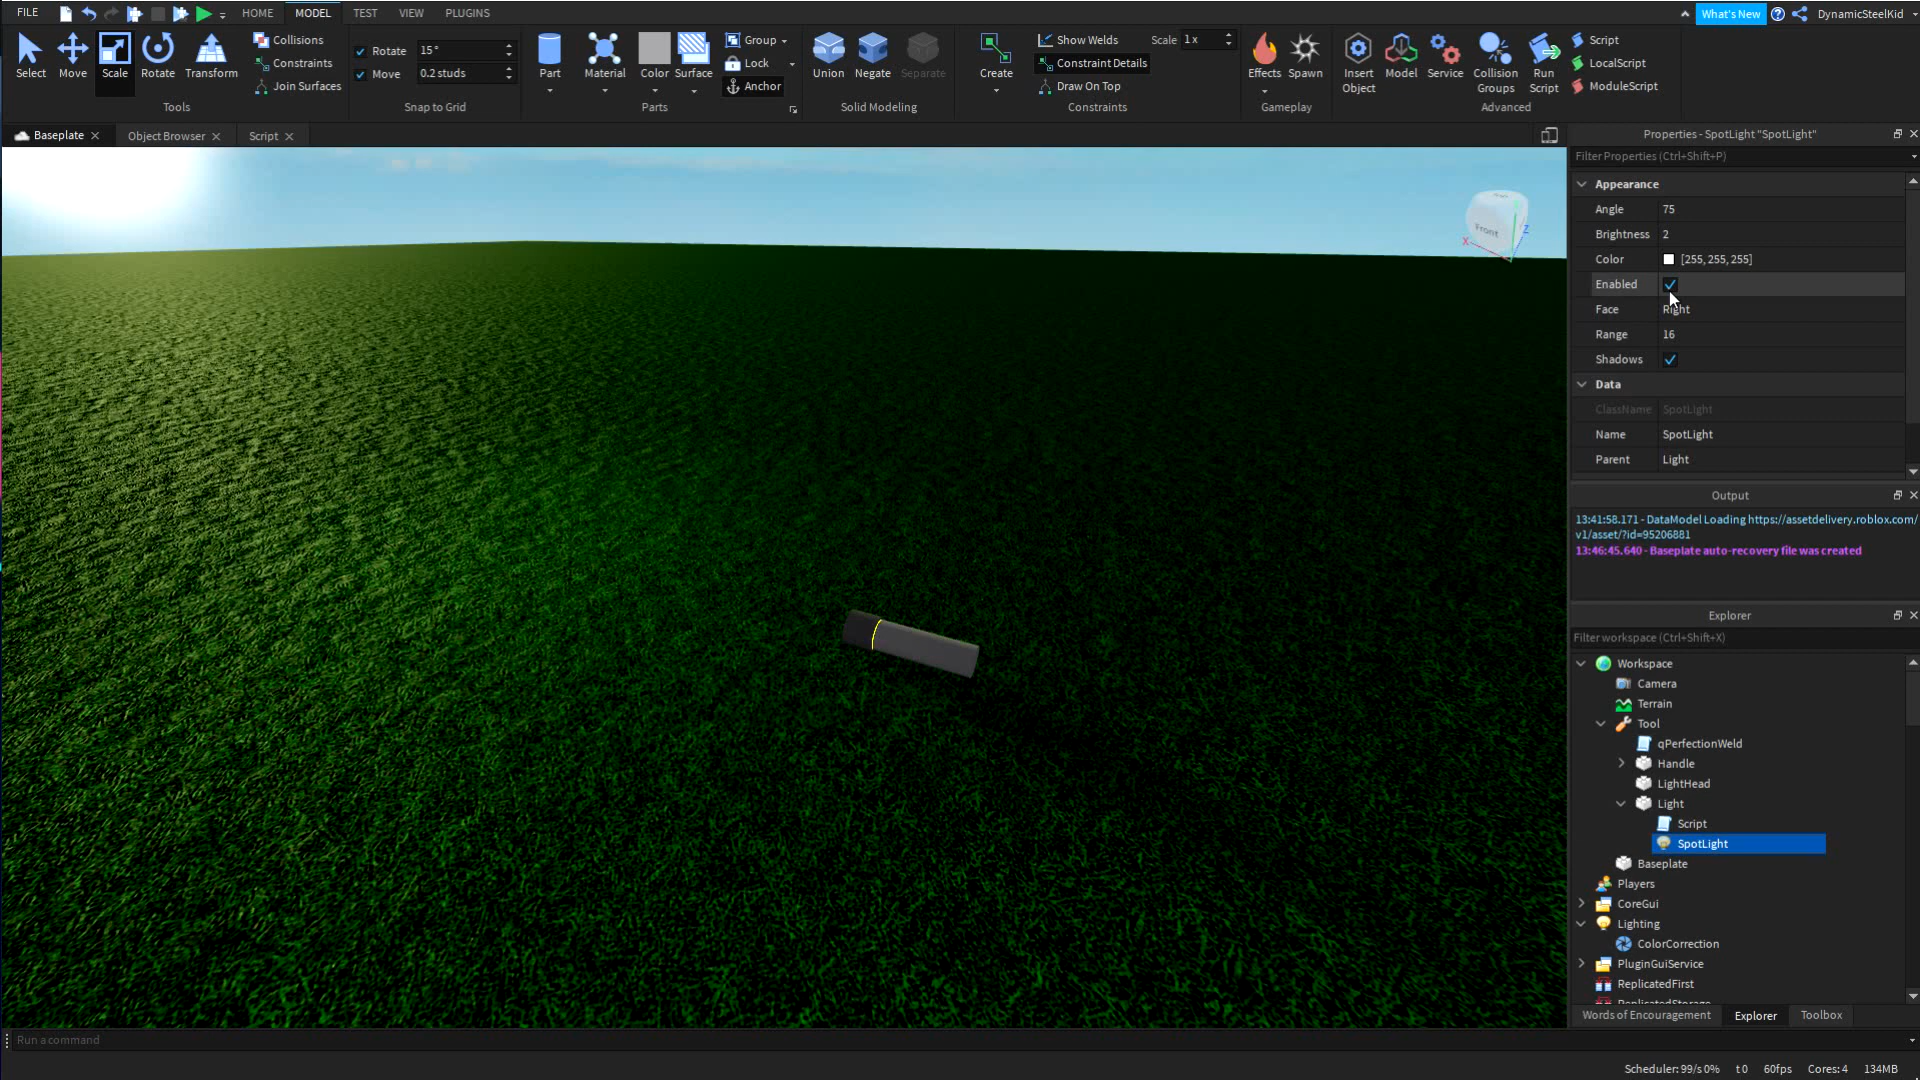 FILE
HOME
MODEL
TEST
VIEW
PLUGINS
What's New
DynamicSteelKid
Select
Move
Scale
Rotate
Transform
Collisions
Constraints
Join Surfaces
Tools
Rotate 15°
Move 0.2 studs
Snap to Grid
Part
Material
Color
Surface
Group
Lock
Anchor
Parts
Union
Negate
Separate
Solid Modeling
Create
Show Welds
Scale 1 x
Constraint Details
Draw On Top
Constraints
Effects
Spawn
Gameplay
Insert Object
Model
Service
Collision Groups
Run Script
Script
LocalScript
ModuleScript
Advanced
Baseplate
Object Browser
Script
Front
X
Z
Properties - SpotLight "SpotLight"
Filter Properties (Ctrl+Shift+P)
Appearance
Angle 75
Brightness 2
Color [255, 255, 255]
Enabled
Face Right
Range 16
Shadows
Data
ClassName SpotLight
Name SpotLight
Parent Light
Output
13:41:58.171 - DataModel Loading https://assetdelivery.roblox.com/
v1/asset/?id=95206881
13:46:45.640 - Baseplate auto-recovery file was created
Explorer
Filter workspace (Ctrl+Shift+X)
Workspace
Camera
Terrain
Tool
qPerfectionWeld
Handle
LightHead
Light
Script
SpotLight
Baseplate
Players
CoreGui
Lighting
ColorCorrection
PluginGuiService
ReplicatedFirst
ReplicatedStorage
Words of Encouragement
Explorer
Toolbox
Run a command
Scheduler: 99/s 0% t 0 60fps Cores: 4 134MB